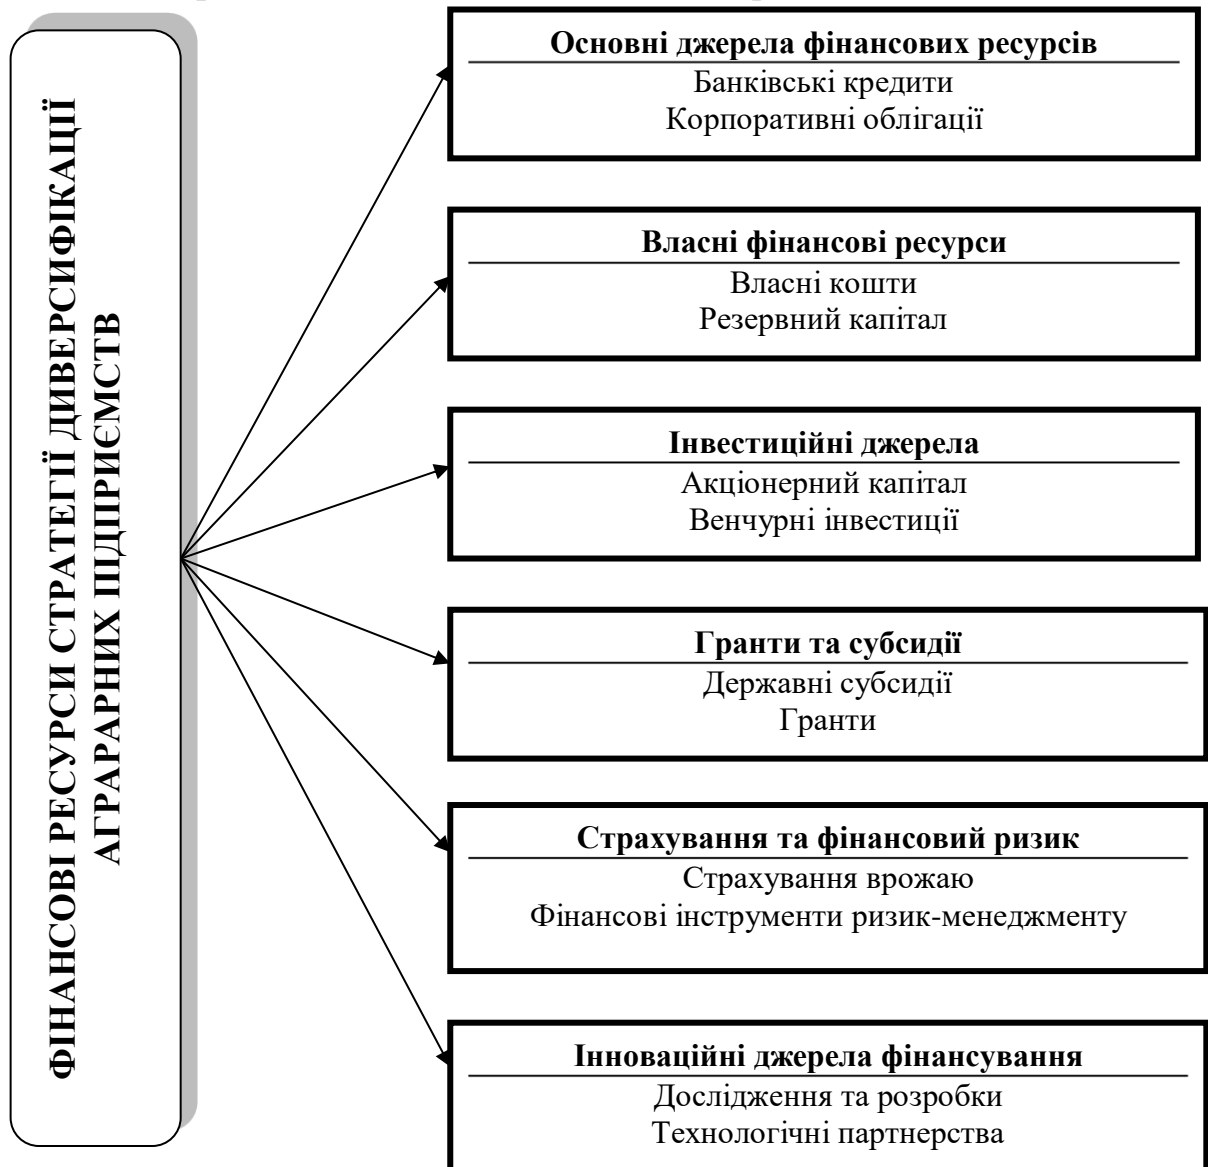 ФІНАНСОВІ РЕСУРСИ СТРАТЕГІЇ ДИВЕРСИФІКАЦІЇ
АГРАРАРНИХ ПІДПРИЄМСТВ
Основні джерела фінансових ресурсів
Банківські кредити
Корпоративні облігації
Власні фінансові ресурси
Власні кошти
Резервний капітал
Інвестиційні джерела
Акціонерний капітал
Венчурні інвестиції
Гранти та субсидії
Державні субсидії
Гранти
Страхування та фінансовий ризик
Страхування врожаю
Фінансові інструменти ризик-менеджменту
Інноваційні джерела фінансування
Дослідження та розробки
Технологічні партнерства